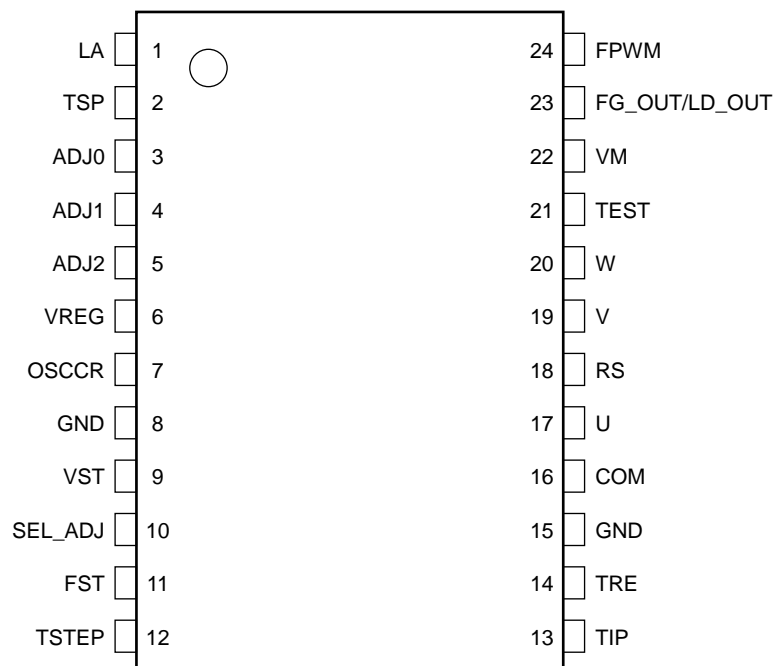 LA 1 24 FPWM
TSP 2 23 FG_OUT/LD_OUT
ADJ0 3 22 VM
ADJ1 4 21 TEST
ADJ2 5 20 W
VREG 6 19 V
OSCCR 7 18 RS
GND 8 17 U
VST 9 16 COM
SEL_ADJ 10 15 GND
FST 11 14 TRE
TSTEP 12 13 TIP